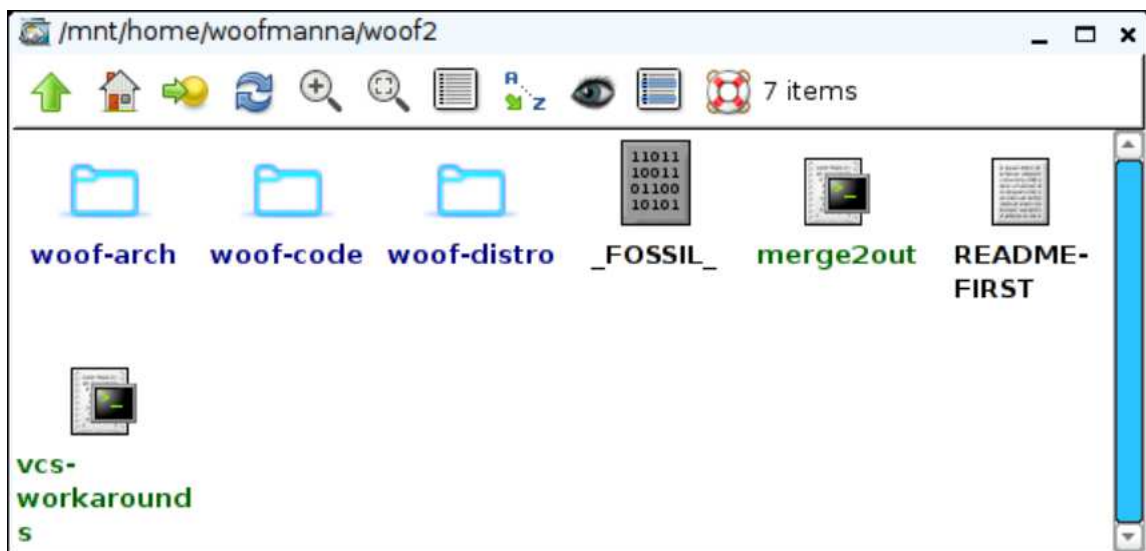 /mnt/home/woofmanna/woof2
A
Z
7 items
11011
10011
01100
10101
woof-arch woof-code woof-distro _FOSSIL_ merge2out README-
FIRST
vcs-
workaround
s